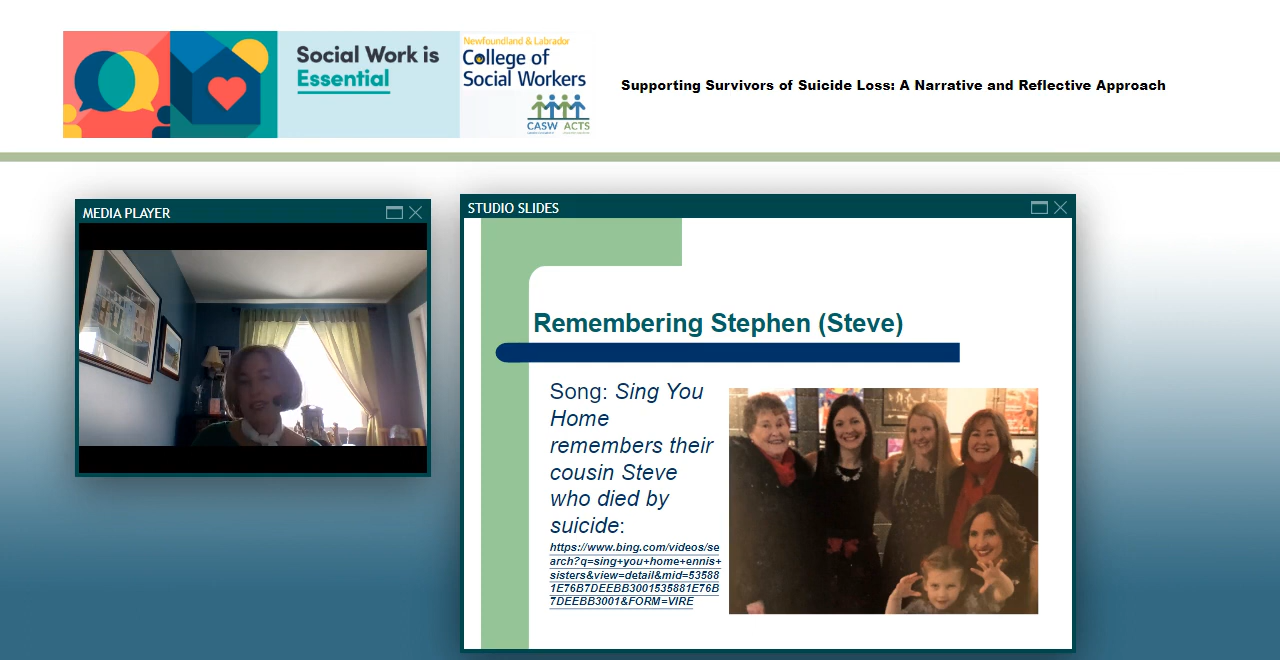 Social Work is
Essential
Newfoundland & Labrador
College of
Social Workers
CASW ACTS
Supporting Survivors of Suicide Loss: A Narrative and Reflective Approach
MEDIA PLAYER
STUDIO SLIDES
Remembering Stephen (Steve)
Song: Sing You
Home
remembers their
cousin Steve
who died by
suicide:
https://www.bing.com/videos/se
arch?q=sing+you+home+ennis+
sisters&view=detail&mid=53588
1E76B7DEEBB3001535881E76B
7DEEBB3001&FORM=VIRE